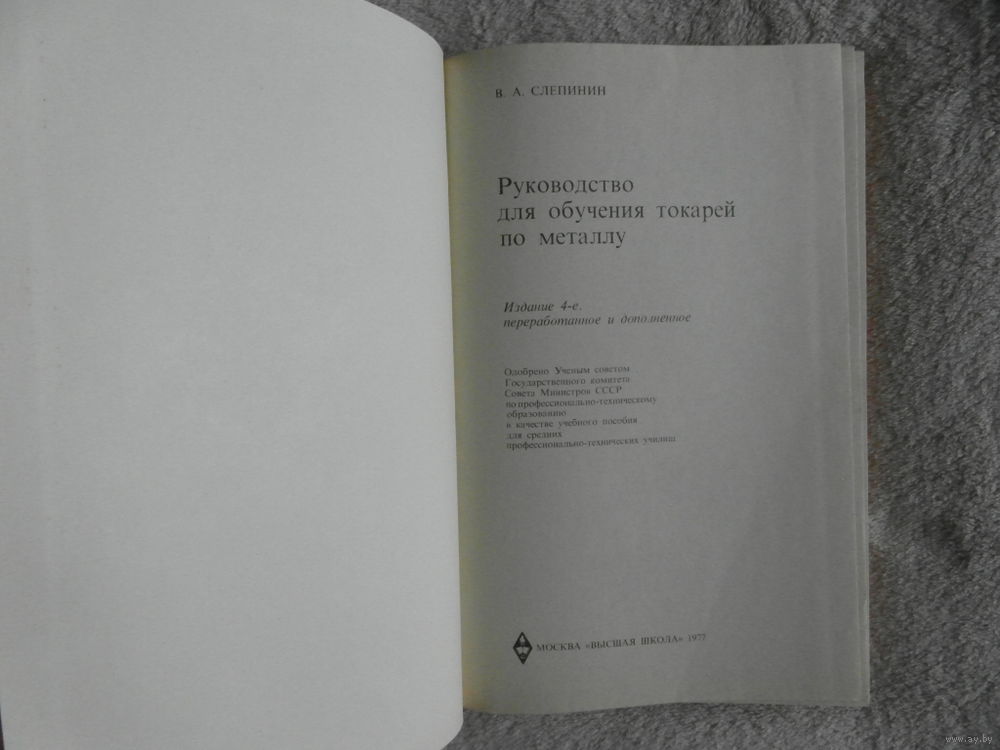 В. А. СЛЕПИНИН
Руководство
для обучения токарей
по металлу
Издание 4-е,
переработанное и дополненное
Одобрено Ученым советом
Государственного комитета
Совета Министров СССР
по профессионально-техническому
образованию
в качестве учебного пособия
для средних
профессионально-технических училищ
МОСКВА «ВЫСШАЯ ШКОЛА» 1977
www.ay.by